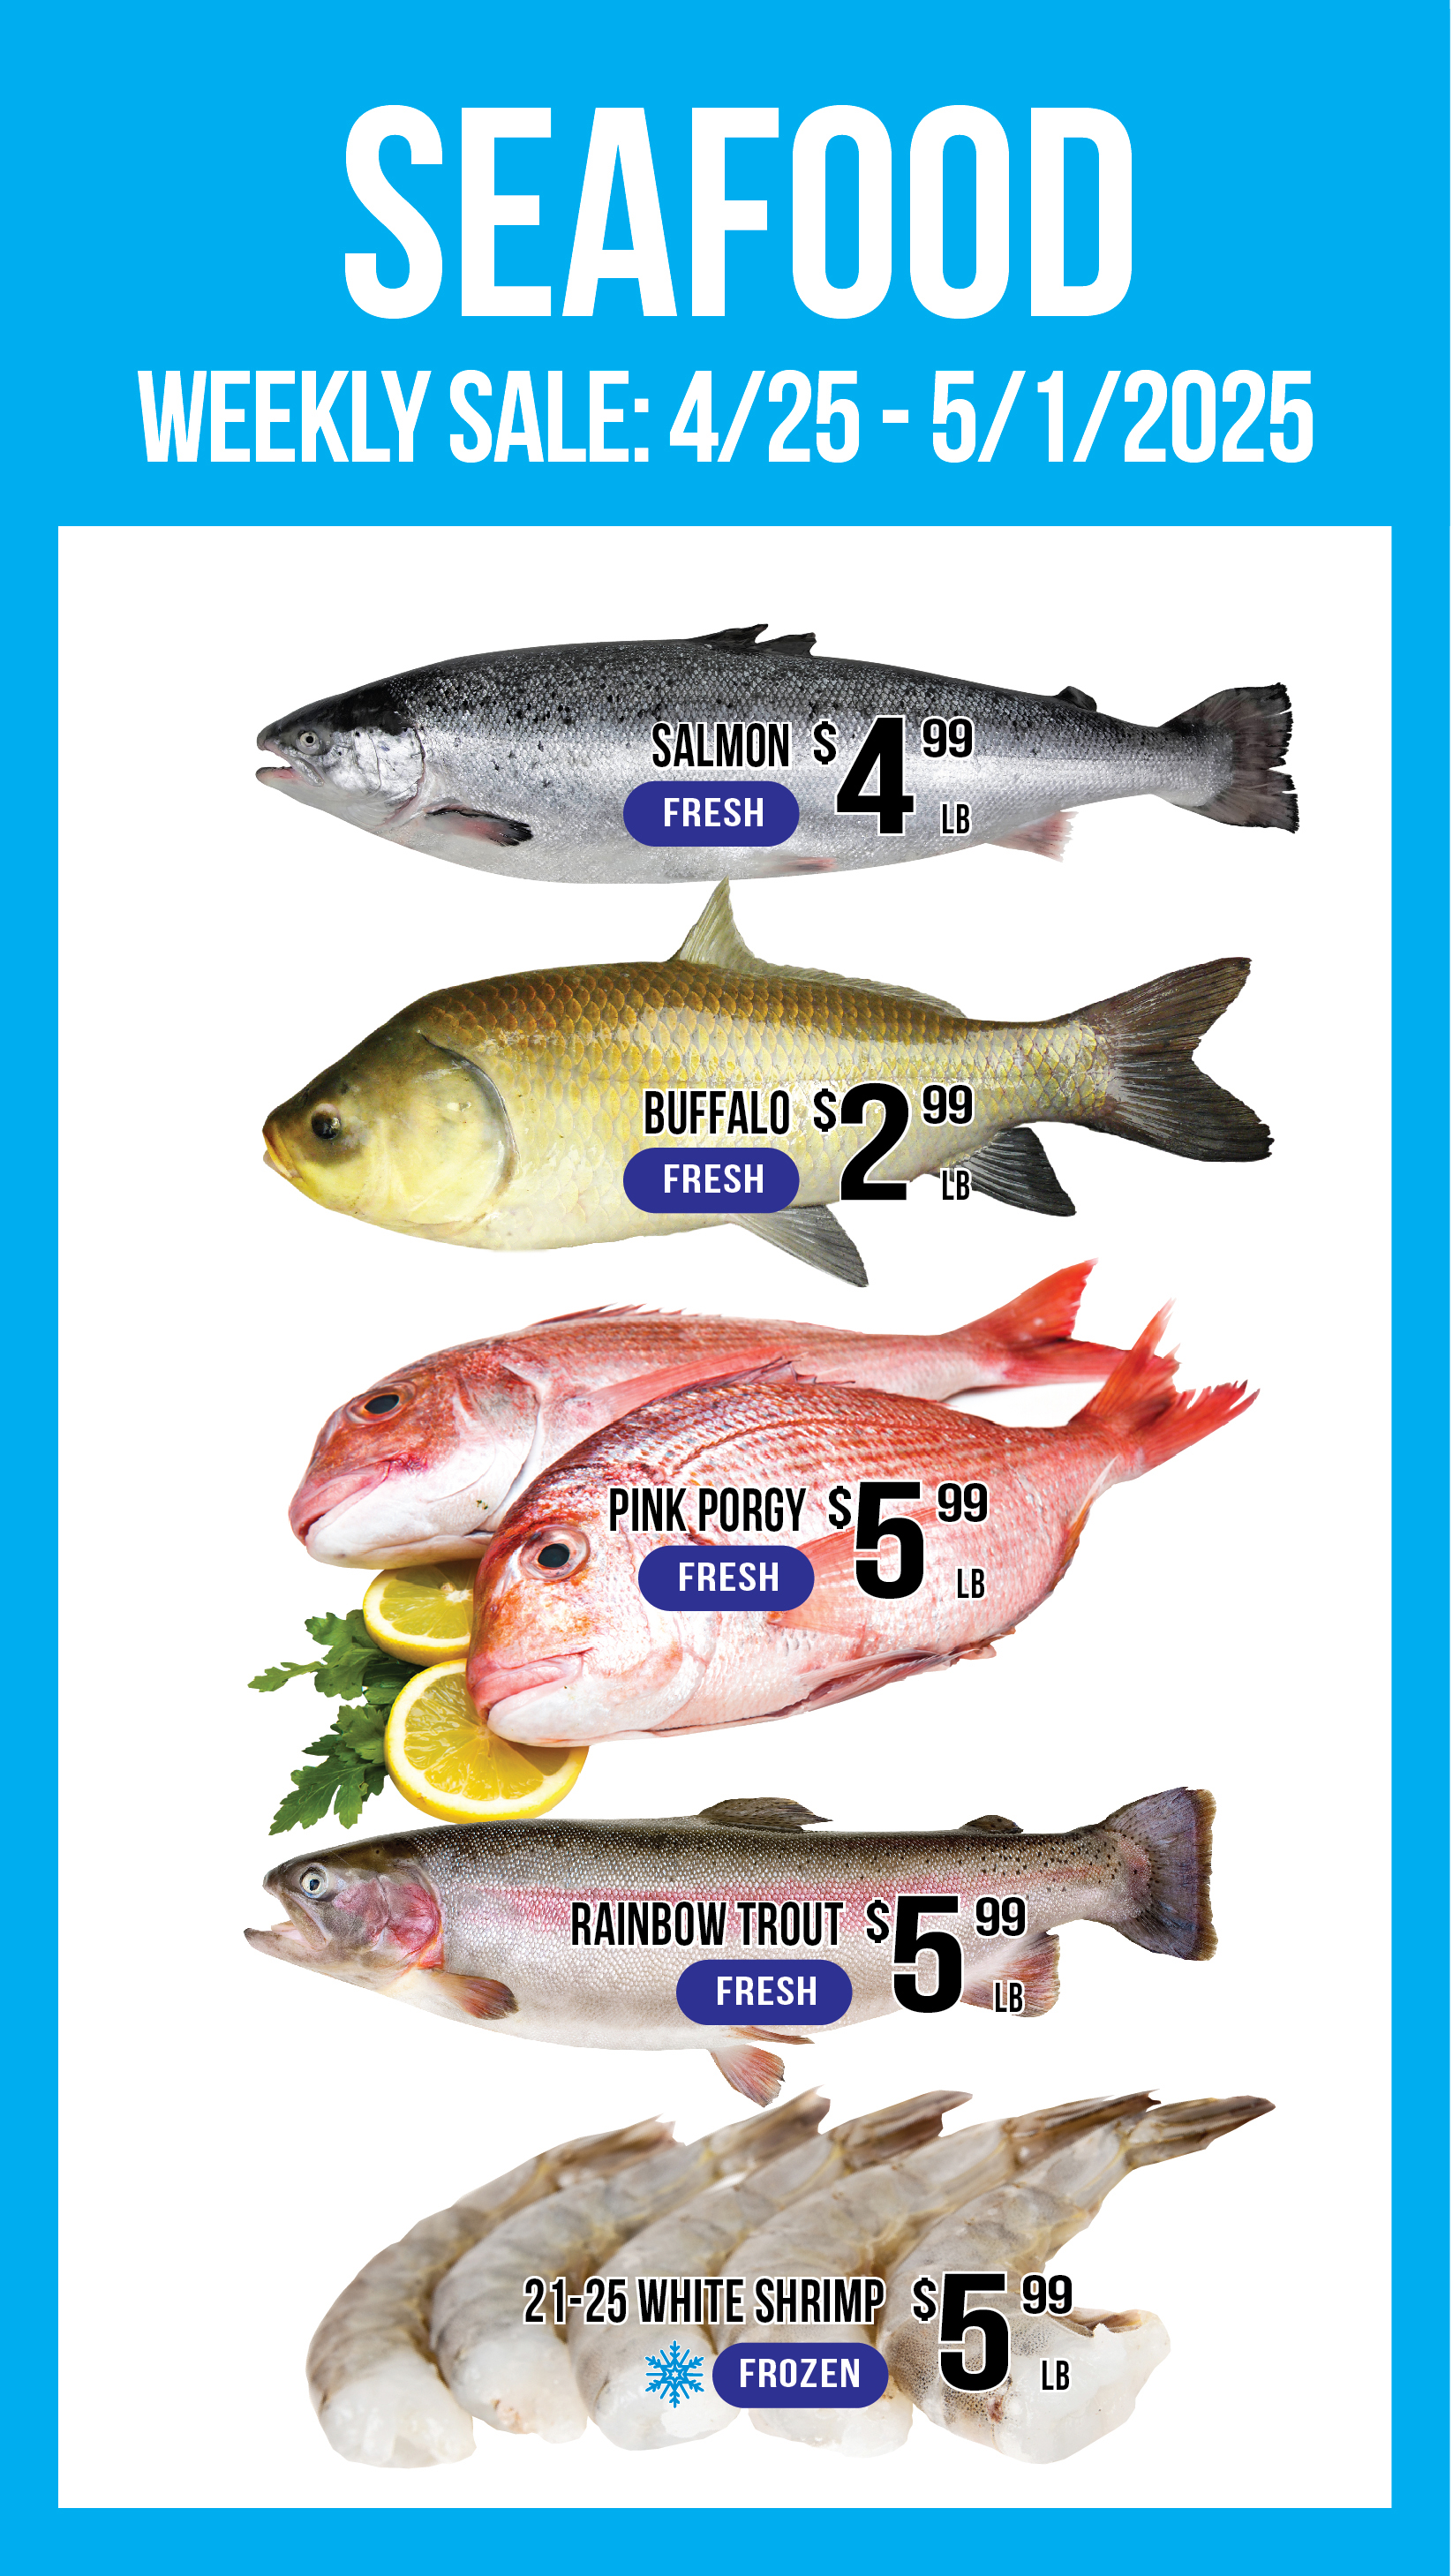 SEAFOOD
WEEKLY SALE: 4/25 - 5/1/2025
SALMON $4 99
FRESH LB
BUFFALO $2 99
FRESH LB
PINK PORGY $5 99
FRESH LB
RAINBOW TROUT $5 99
FRESH LB
21-25 WHITE SHRIMP $5 99
FROZEN LB